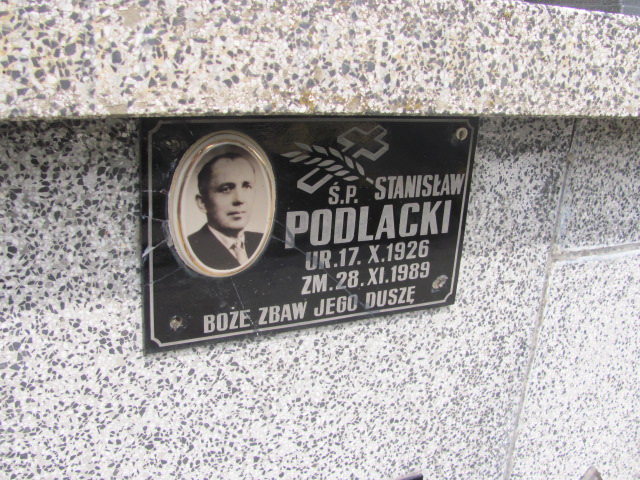 Ś.P. STANISŁAW
PODLACKI
UR.17. X.1926
ZM.28. XI.1989
BOŻE ZBAW JEGO DUSZĘ